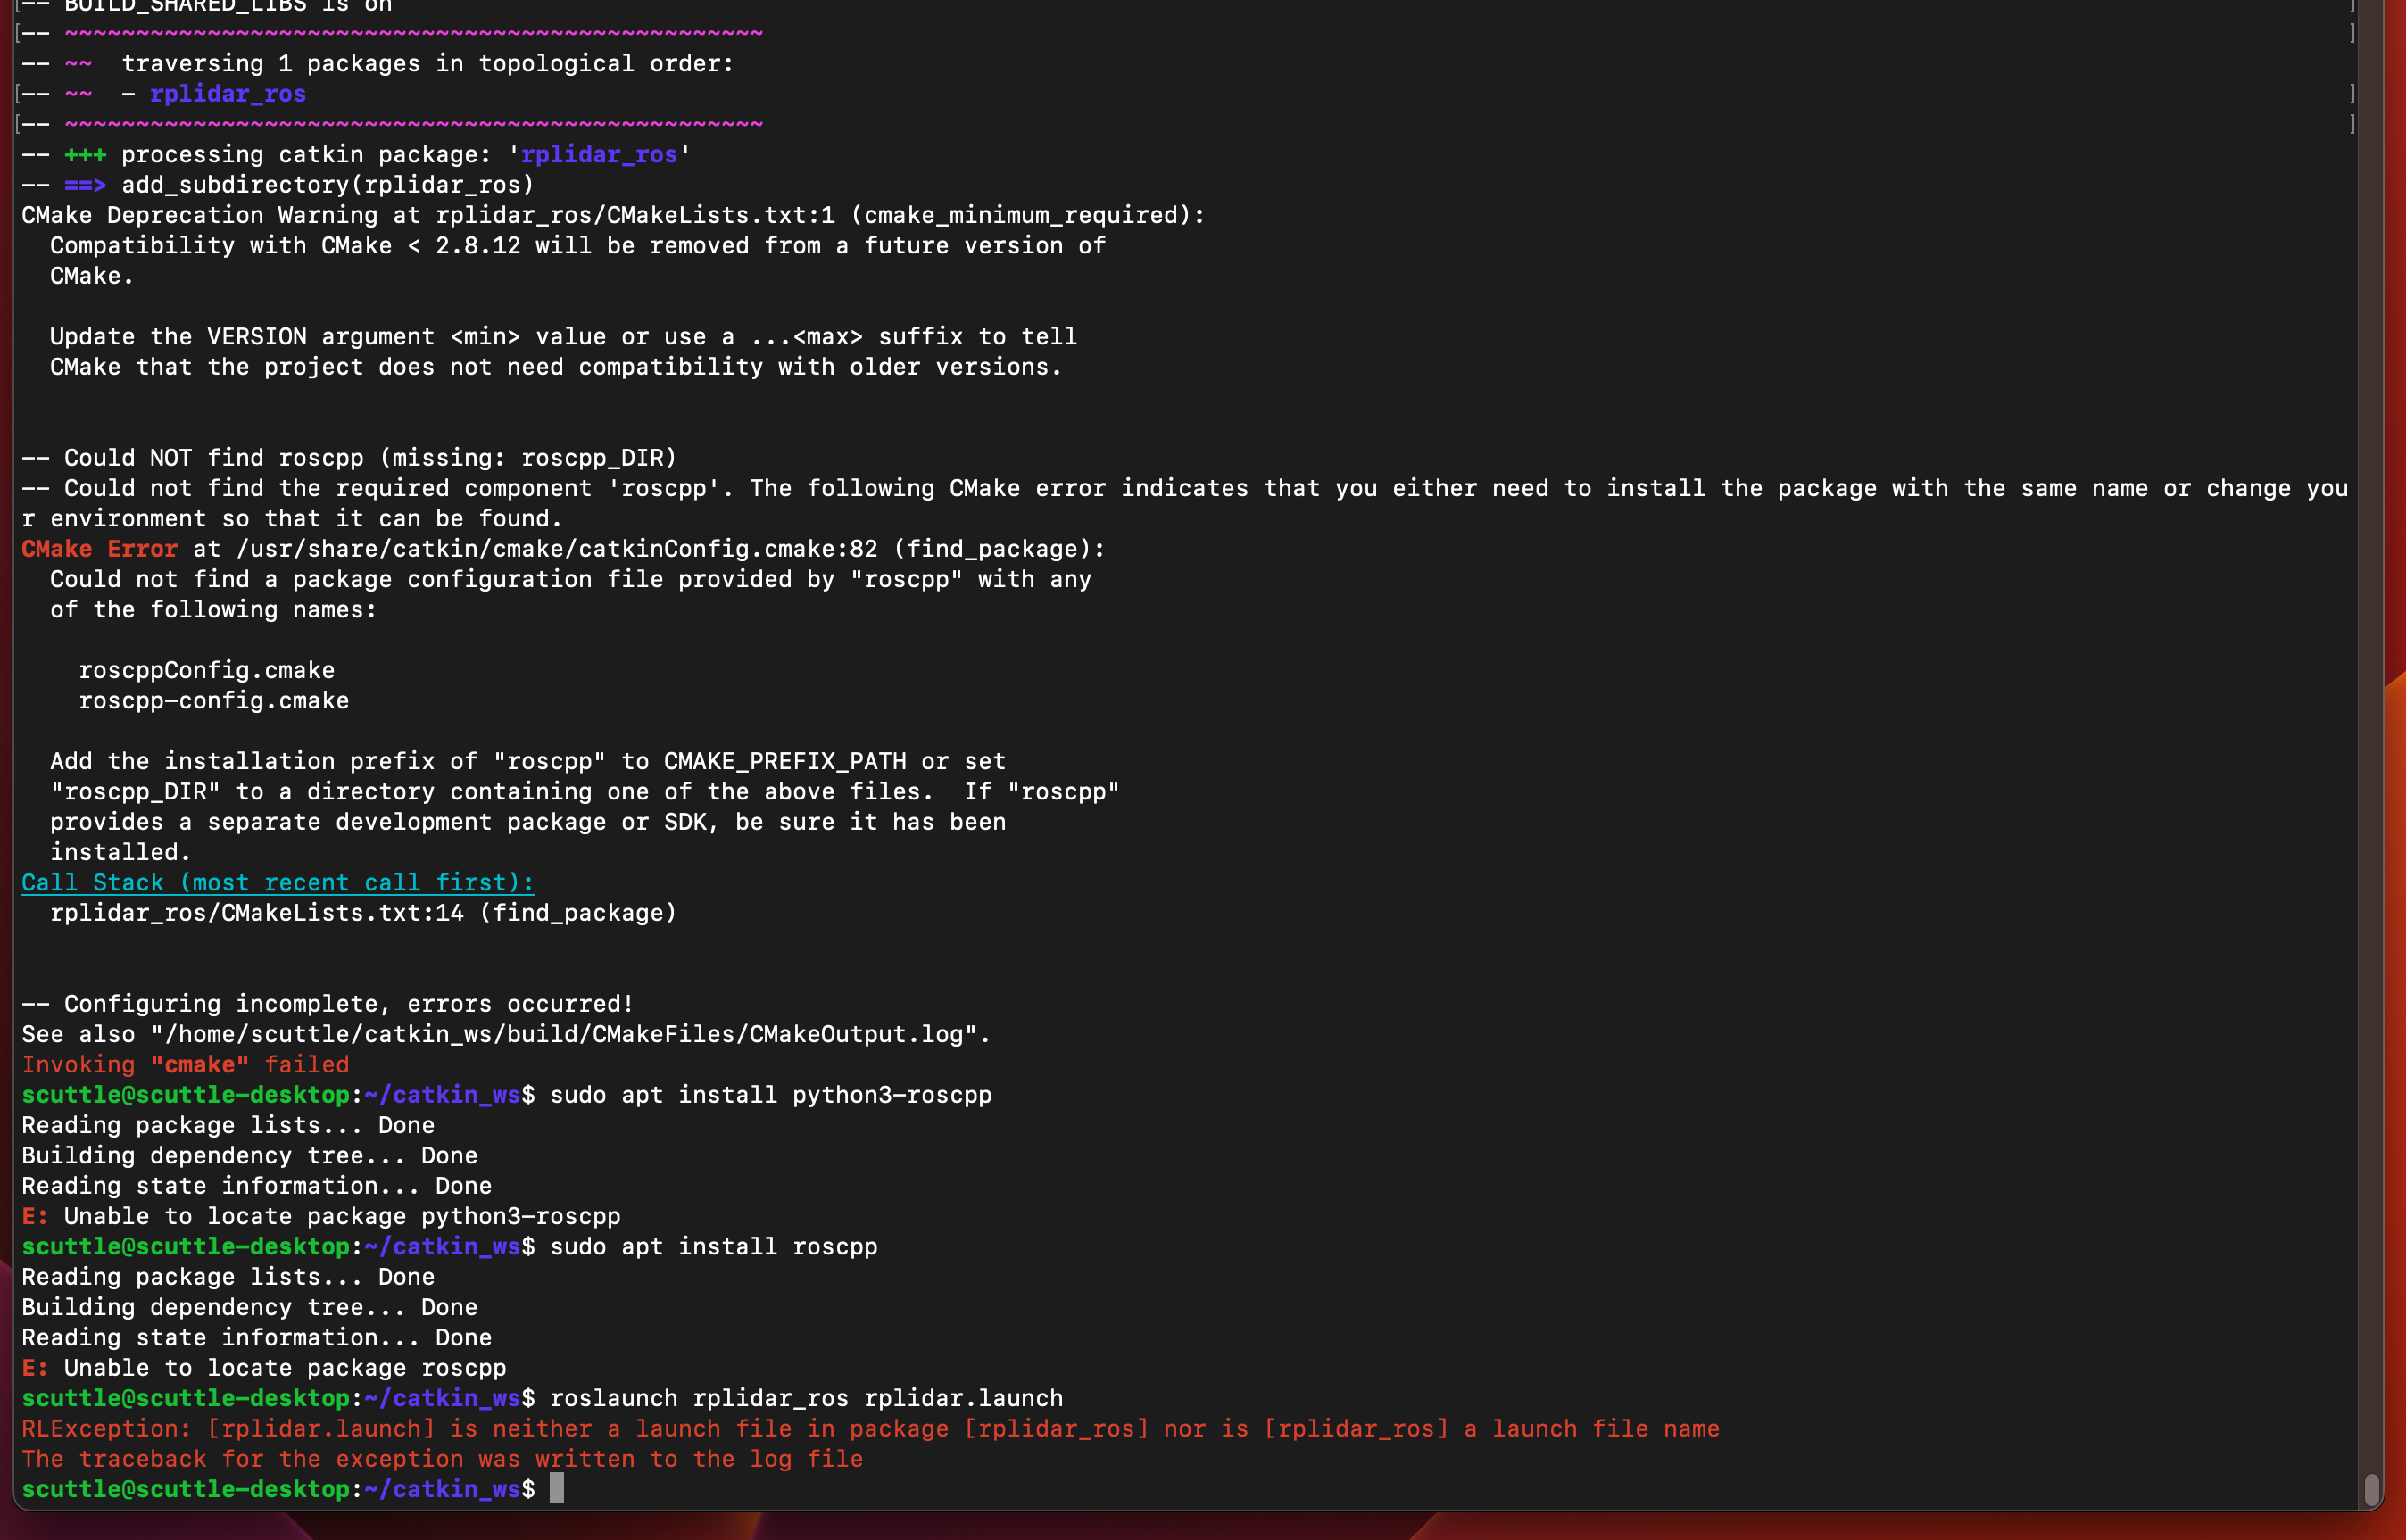 [-- BUILD_SHARED_LIBS is on ]
[-- ~~~~~~~~~~~~~~~~~~~~~~~~~~~~~~~~~~~~~~~~~~~~~~~~~ ]
-- ~~  traversing 1 packages in topological order:
[-- ~~  - rplidar_ros ]
[-- ~~~~~~~~~~~~~~~~~~~~~~~~~~~~~~~~~~~~~~~~~~~~~~~~~ ]
-- +++ processing catkin package: 'rplidar_ros'
-- ==> add_subdirectory(rplidar_ros)
CMake Deprecation Warning at rplidar_ros/CMakeLists.txt:1 (cmake_minimum_required):
  Compatibility with CMake < 2.8.12 will be removed from a future version of
  CMake.

  Update the VERSION argument <min> value or use a ...<max> suffix to tell
  CMake that the project does not need compatibility with older versions.

-- Could NOT find roscpp (missing: roscpp_DIR)
-- Could not find the required component 'roscpp'. The following CMake error indicates that you either need to install the package with the same name or change you
r environment so that it can be found.
CMake Error at /usr/share/catkin/cmake/catkinConfig.cmake:82 (find_package):
  Could not find a package configuration file provided by "roscpp" with any
  of the following names:

    roscppConfig.cmake
    roscpp-config.cmake

  Add the installation prefix of "roscpp" to CMAKE_PREFIX_PATH or set
  "roscpp_DIR" to a directory containing one of the above files.  If "roscpp"
  provides a separate development package or SDK, be sure it has been
  installed.
Call Stack (most recent call first):
  rplidar_ros/CMakeLists.txt:14 (find_package)

-- Configuring incomplete, errors occurred!
See also "/home/scuttle/catkin_ws/build/CMakeFiles/CMakeOutput.log".
Invoking "cmake" failed
scuttle@scuttle-desktop:~/catkin_ws$ sudo apt install python3-roscpp
Reading package lists... Done
Building dependency tree... Done
Reading state information... Done
E: Unable to locate package python3-roscpp
scuttle@scuttle-desktop:~/catkin_ws$ sudo apt install roscpp
Reading package lists... Done
Building dependency tree... Done
Reading state information... Done
E: Unable to locate package roscpp
scuttle@scuttle-desktop:~/catkin_ws$ roslaunch rplidar_ros rplidar.launch
RLException: [rplidar.launch] is neither a launch file in package [rplidar_ros] nor is [rplidar_ros] a launch file name
The traceback for the exception was written to the log file
scuttle@scuttle-desktop:~/catkin_ws$